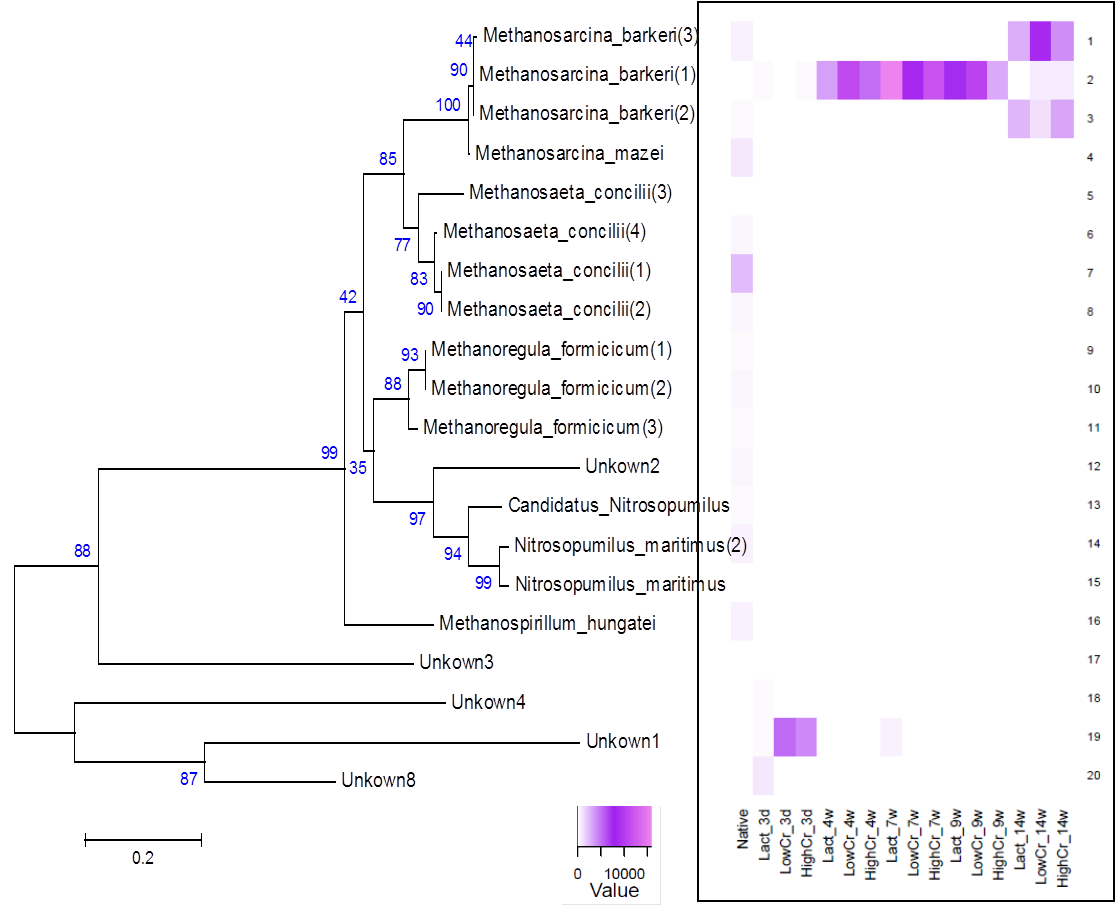 Methanosarcina_barkeri(3)
1
44
Methanosarcina_barkeri(1)
2
90
100
Methanosarcina_barkeri(2)
3
Methanosarcina_mazei
4
85
Methanosaeta_concilii(3)
5
Methanosaeta_concilii(4)
6
77
Methanosaeta_concilii(1)
7
83
Methanosaeta_concilii(2)
8
90
42
Methanoregula_formicicum(1)
9
93
Methanoregula_formicicum(2)
10
88
Methanoregula_formicicum(3)
11
99
35
Unkown2
12
Candidatus_Nitrosopumilus
13
97
Nitrosopumilus_maritimus(2)
14
94
Nitrosopumilus_maritimus
15
99
88
Methanospirillum_hungatei
16
Unkown3
17
Unkown4
18
Unkown1
19
Unkown8
20
87
0.2
0 10000
Value
Native
Lact_3d
LowCr_3d
HighCr_3d
Lact_4w
LowCr_4w
HighCr_4w
Lact_7w
LowCr_7w
HighCr_7w
Lact_9w
LowCr_9w
HighCr_9w
Lact_14w
LowCr_14w
HighCr_14w